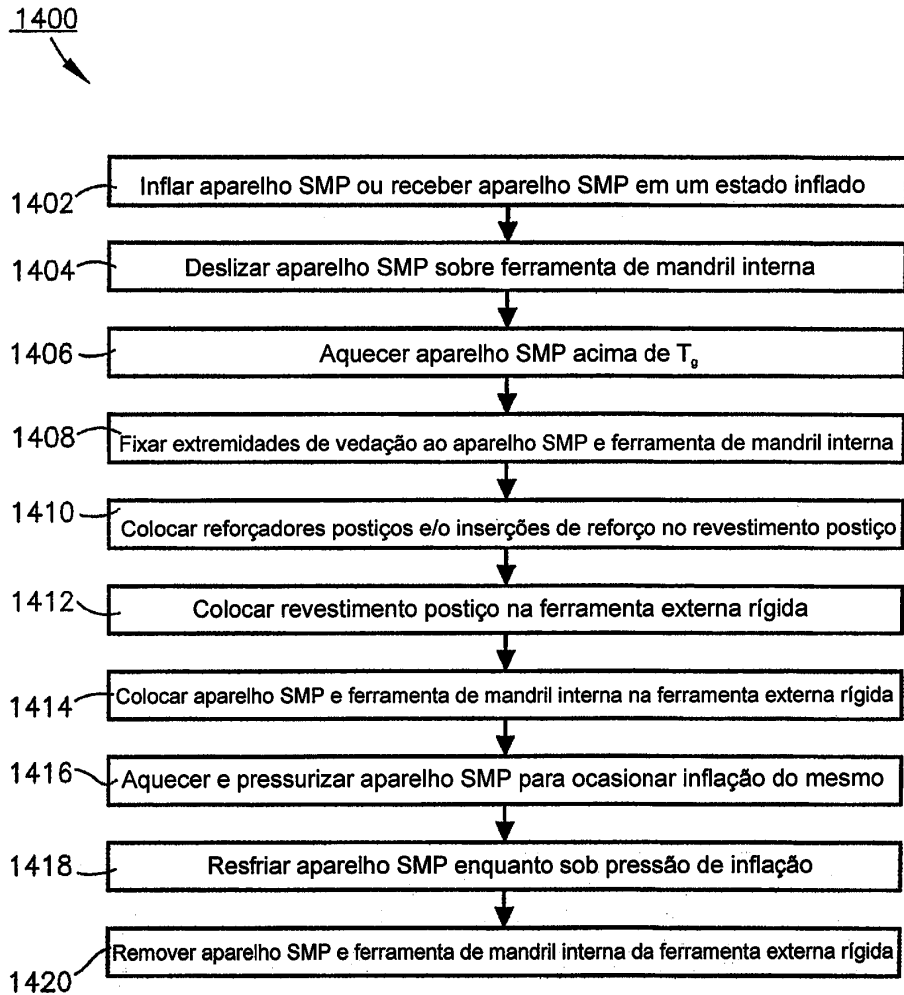 1400
1402 Inflar aparelho SMP ou receber aparelho SMP em um estado inflado
1404 Deslizar aparelho SMP sobre ferramenta de mandril interna
1406 Aquecer aparelho SMP acima de Tg
1408 Fixar extremidades de vedação ao aparelho SMP e ferramenta de mandril interna
1410 Colocar reforçadores postiços e/o inserções de reforço no revestimento postiço
1412 Colocar revestimento postiço na ferramenta externa rígida
1414 Colocar aparelho SMP e ferramenta de mandril interna na ferramenta externa rígida
1416 Aquecer e pressurizar aparelho SMP para ocasionar inflação do mesmo
1418 Resfriar aparelho SMP enquanto sob pressão de inflação
1420 Remover aparelho SMP e ferramenta de mandril interna da ferramenta externa rígida